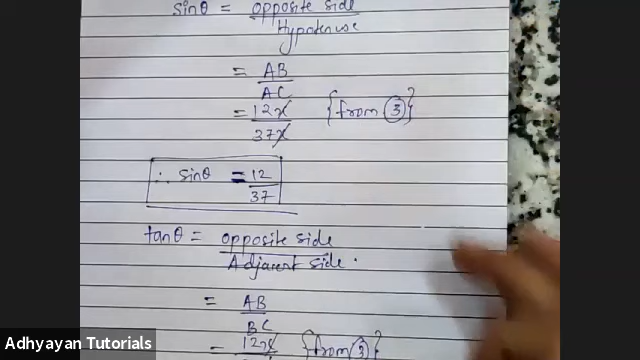 sinθ = opposite side
Hypotenuse
= AB
AC
= 12x {from ③}
37x
∴ sinθ = 12
37
tanθ = opposite side
Adjacent side.
= AB
BC
= 12x {from ③}
Adhyayan Tutorials